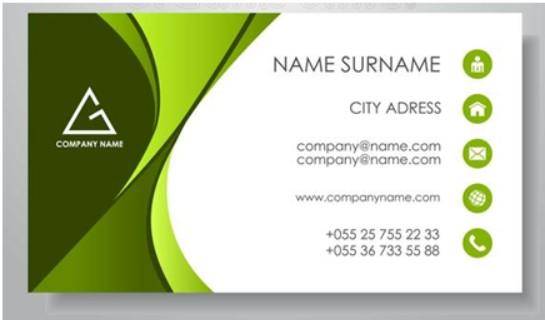 NAME SURNAME
COMPANY NAME
CITY ADRESS
company@name.com
company@name.com
www.companyname.com
+055 25 755 22 33
+055 36 733 55 88